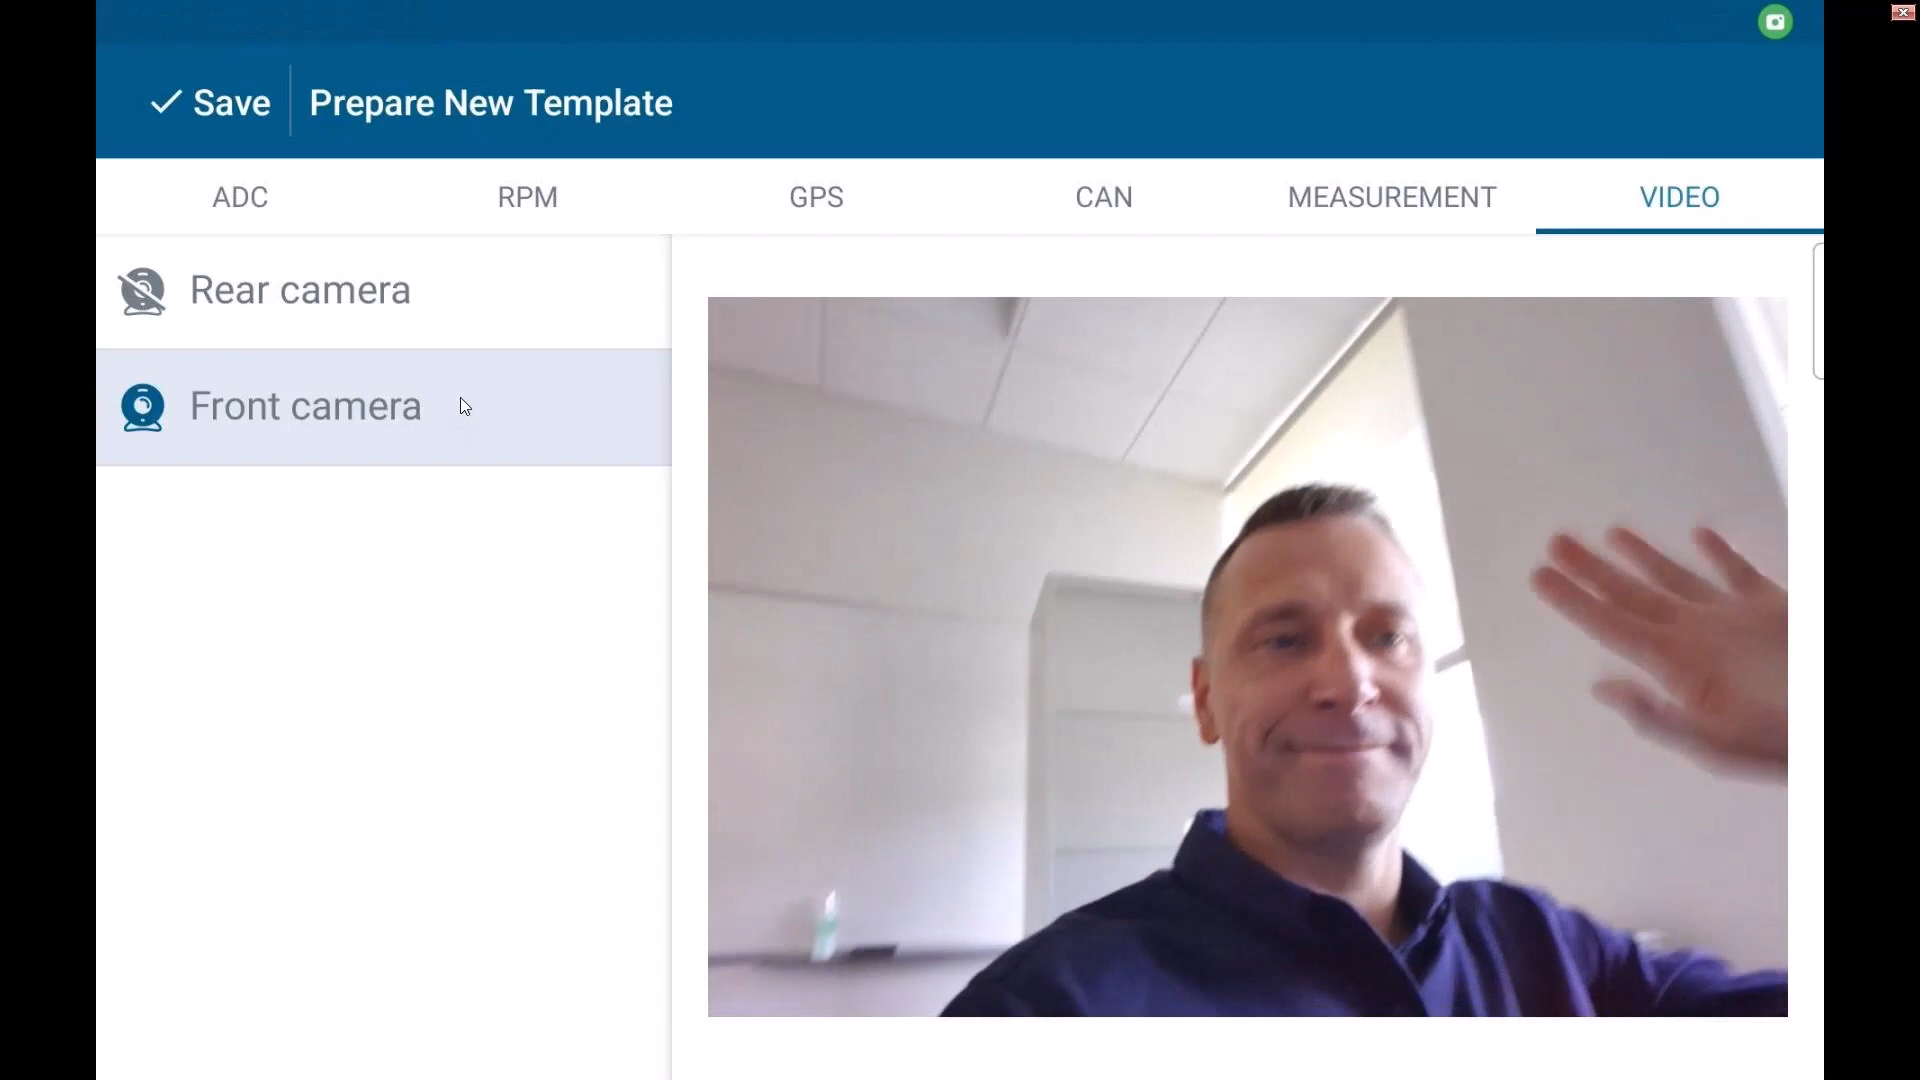 Save
Prepare New Template
ADC
RPM
GPS
CAN
MEASUREMENT
VIDEO
Rear camera
Front camera